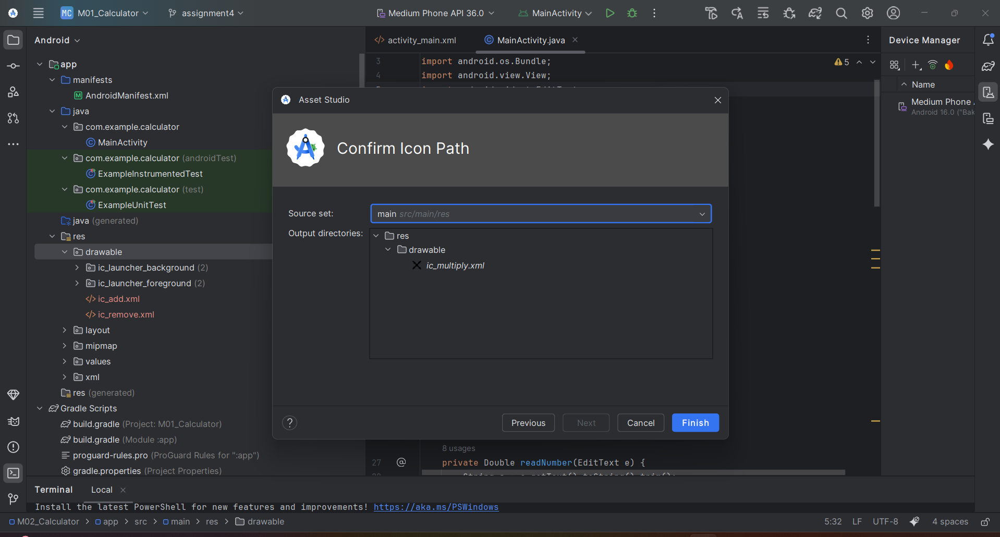 MC M01_Calculator
assignment4
Medium Phone API 36.0
MainActivity
Android
app
manifests
AndroidManifest.xml
java
com.example.calculator
MainActivity
com.example.calculator (androidTest)
ExampleInstrumentedTest
com.example.calculator (test)
ExampleUnitTest
java (generated)
res
drawable
ic_launcher_background (2)
ic_launcher_foreground (2)
ic_add.xml
ic_remove.xml
layout
mipmap
values
xml
res (generated)
Gradle Scripts
build.gradle (Project: M01_Calculator)
build.gradle (Module :app)
proguard-rules.pro (ProGuard Rules for ":app")
gradle.properties (Project Properties)
activity_main.xml
MainActivity.java
3 import android.os.Bundle;
4 import android.view.View;
5
Asset Studio
Confirm Icon Path
Source set:
main src/main/res
Output directories:
res
drawable
ic_multiply.xml
?
Previous
Next
Cancel
Finish
8 usages
27 @ private Double readNumber(EditText e) {
Device Manager
Name
Medium Phone
Android 16.0 ("Bak
Terminal
Local
Install the latest PowerShell for new features and improvements! https://aka.ms/PSWindows
M02_Calculator > app > src > main > res > drawable
5:32
LF
UTF-8
4 spaces